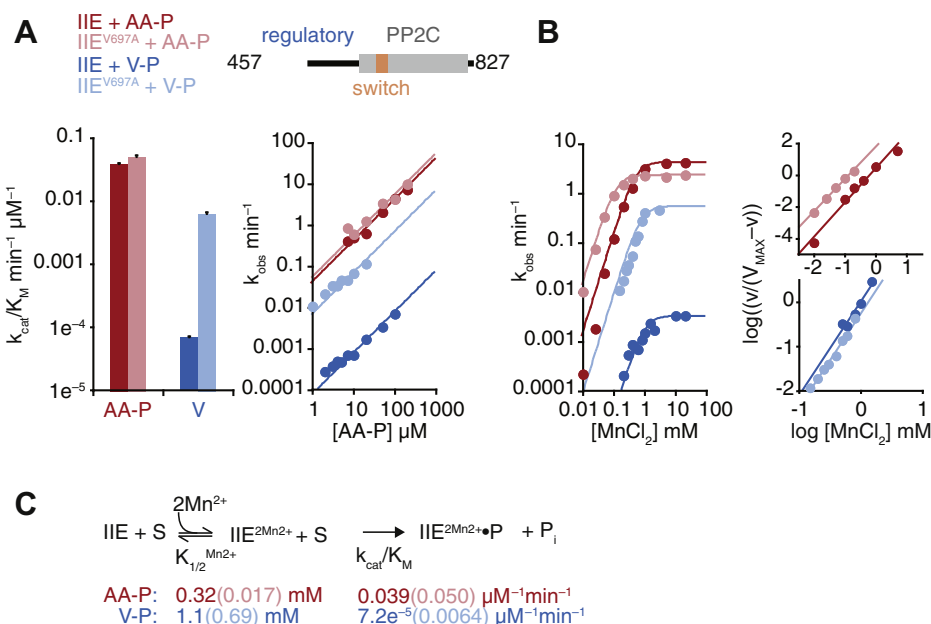 A
IIE + AA-P
IIE^V697A + AA-P
IIE + V-P
IIE^V697A + V-P
regulatory
PP2C
457
827
switch
B
k_cat/K_M min⁻¹ µM⁻¹
0.1
0.01
0.001
1e⁻⁴
1e⁻⁵
AA-P
V
k_obs min⁻¹
100
10
1
0.1
0.01
0.001
0.0001
1
10
100
1000
[AA-P] µM
k_obs min⁻¹
10
1
0.1
0.01
0.001
0.0001
0.01
0.1
1
10
100
[MnCl₂] mM
log((v/(V_MAX–v))
2
0
-2
-4
-2
-1
0
1
0
-1
-2
-1
0
1
log [MnCl₂] mM
C
2Mn²⁺
IIE + S IIE^2Mn2+ + S IIE^2Mn2+•P + P_i
K_1/2^Mn2+ k_cat/K_M
AA-P: 0.32(0.017) mM 0.039(0.050) µM⁻¹min⁻¹
V-P: 1.1(0.69) mM 7.2e⁻⁵(0.0064) µM⁻¹min⁻¹